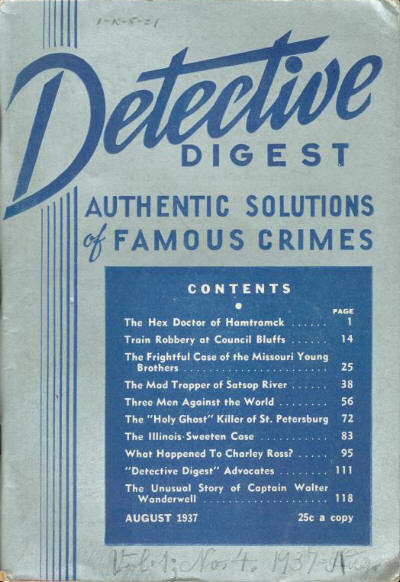 1-K-5-21
Detective
DIGEST
AUTHENTIC SOLUTIONS
of FAMOUS CRIMES
CONTENTS
PAGE
The Hex Doctor of Hamtramck ...... 1
Train Robbery at Council Bluffs ...... 14
The Frightful Case of the Missouri Young
Brothers ...................... 25
The Mad Trapper of Satsop River ..... 38
Three Men Against the World ....... 56
The "Holy Ghost" Killer of St. Petersburg 72
The Illinois-Sweeten Case .......... 83
What Happened To Charley Ross? .... 95
"Detective Digest" Advocates ....... 111
The Unusual Story of Captain Walter
Wanderwell .................. 118
AUGUST 1937 25c a copy
Vol. 1; No. 4. 1937-Aug.